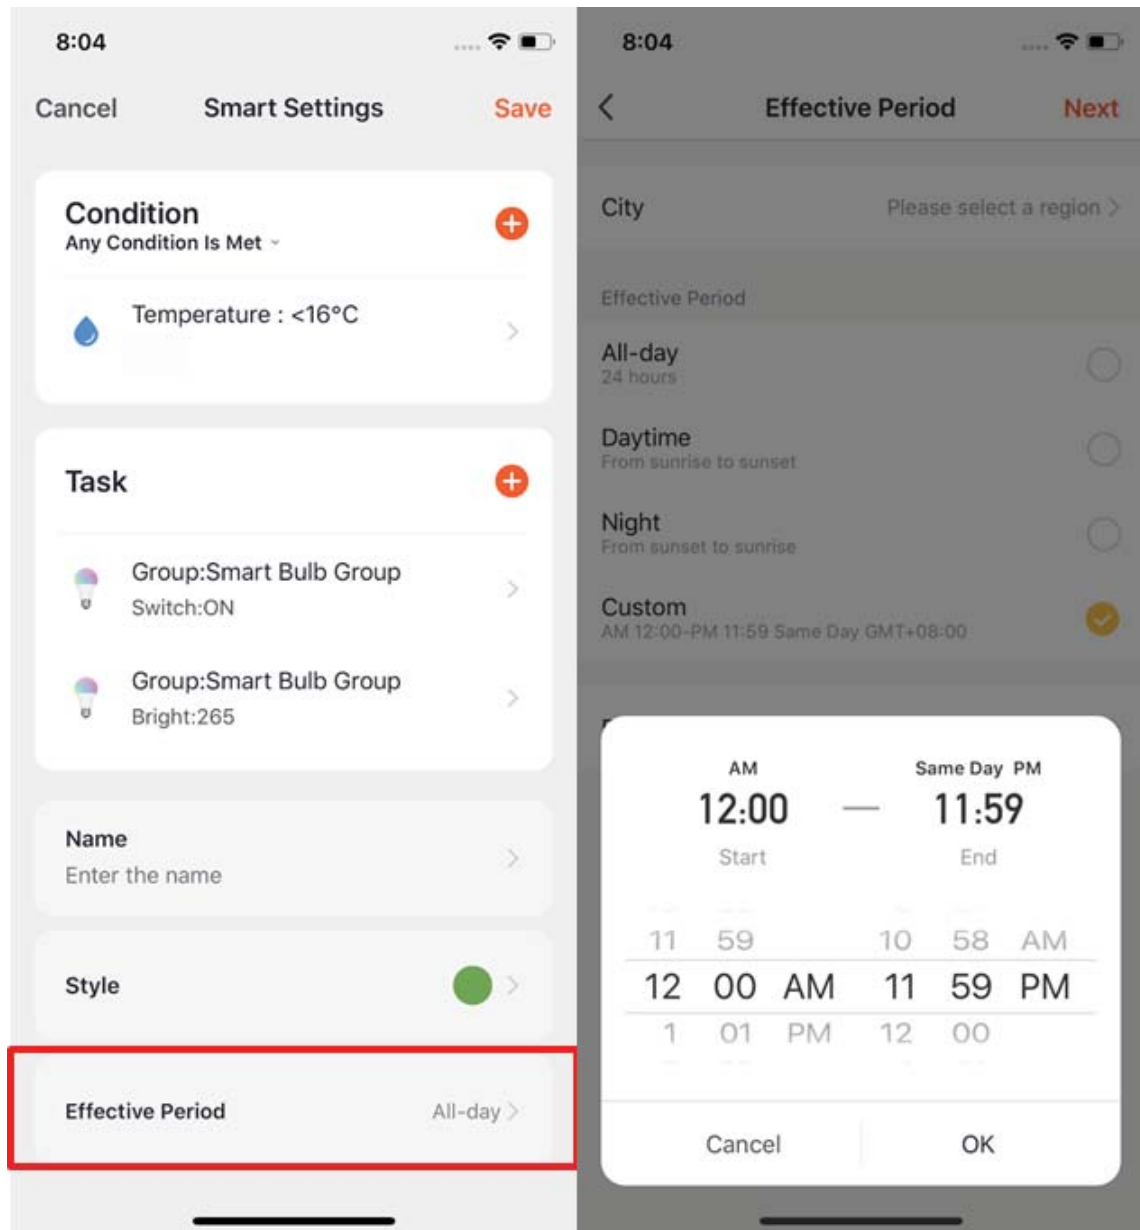 8:04
Cancel Smart Settings Save
Condition
Any Condition Is Met
Temperature : <16°C
Task
Group:Smart Bulb Group
Switch:ON
Group:Smart Bulb Group
Bright:265
Name
Enter the name
Style
Effective Period All-day
8:04
Effective Period Next
City Please select a region
Effective Period
All-day
24 hours
Daytime
From sunrise to sunset
Night
From sunset to sunrise
Custom
AM 12:00-PM 11:59 Same Day GMT+08:00
AM Same Day PM
12:00 — 11:59
Start End
11 59 10 58 AM
12 00 AM 11 59 PM
1 01 PM 12 00
Cancel OK